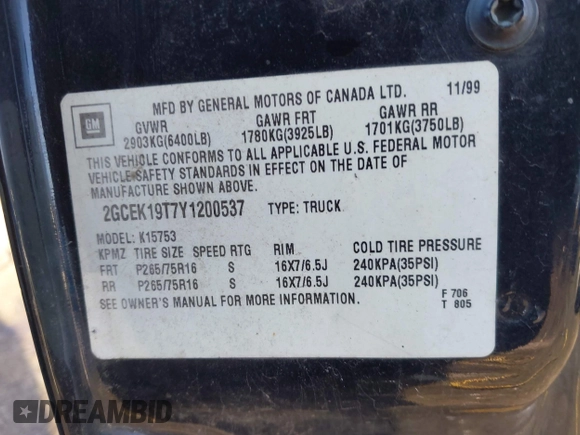 MFD BY GENERAL MOTORS OF CANADA LTD. 11/99
GM
GVWR GAWR FRT GAWR RR
2903KG(6400LB) 1780KG(3925LB) 1701KG(3750LB)
THIS VEHICLE CONFORMS TO ALL APPLICABLE U.S. FEDERAL MOTOR
VEHICLE SAFETY STANDARDS IN EFFECT ON THE DATE OF
MANUFACTURE SHOWN ABOVE.
2GCEK19T7Y1200537 TYPE: TRUCK
MODEL: K15753
KPMZ TIRE SIZE SPEED RTG RIM COLD TIRE PRESSURE
FRT P265/75R16 S 16X7/6.5J 240KPA(35PSI)
RR P265/75R16 S 16X7/6.5J 240KPA(35PSI)
SEE OWNER'S MANUAL FOR MORE INFORMATION.
F 706
T 805
DREAMBID